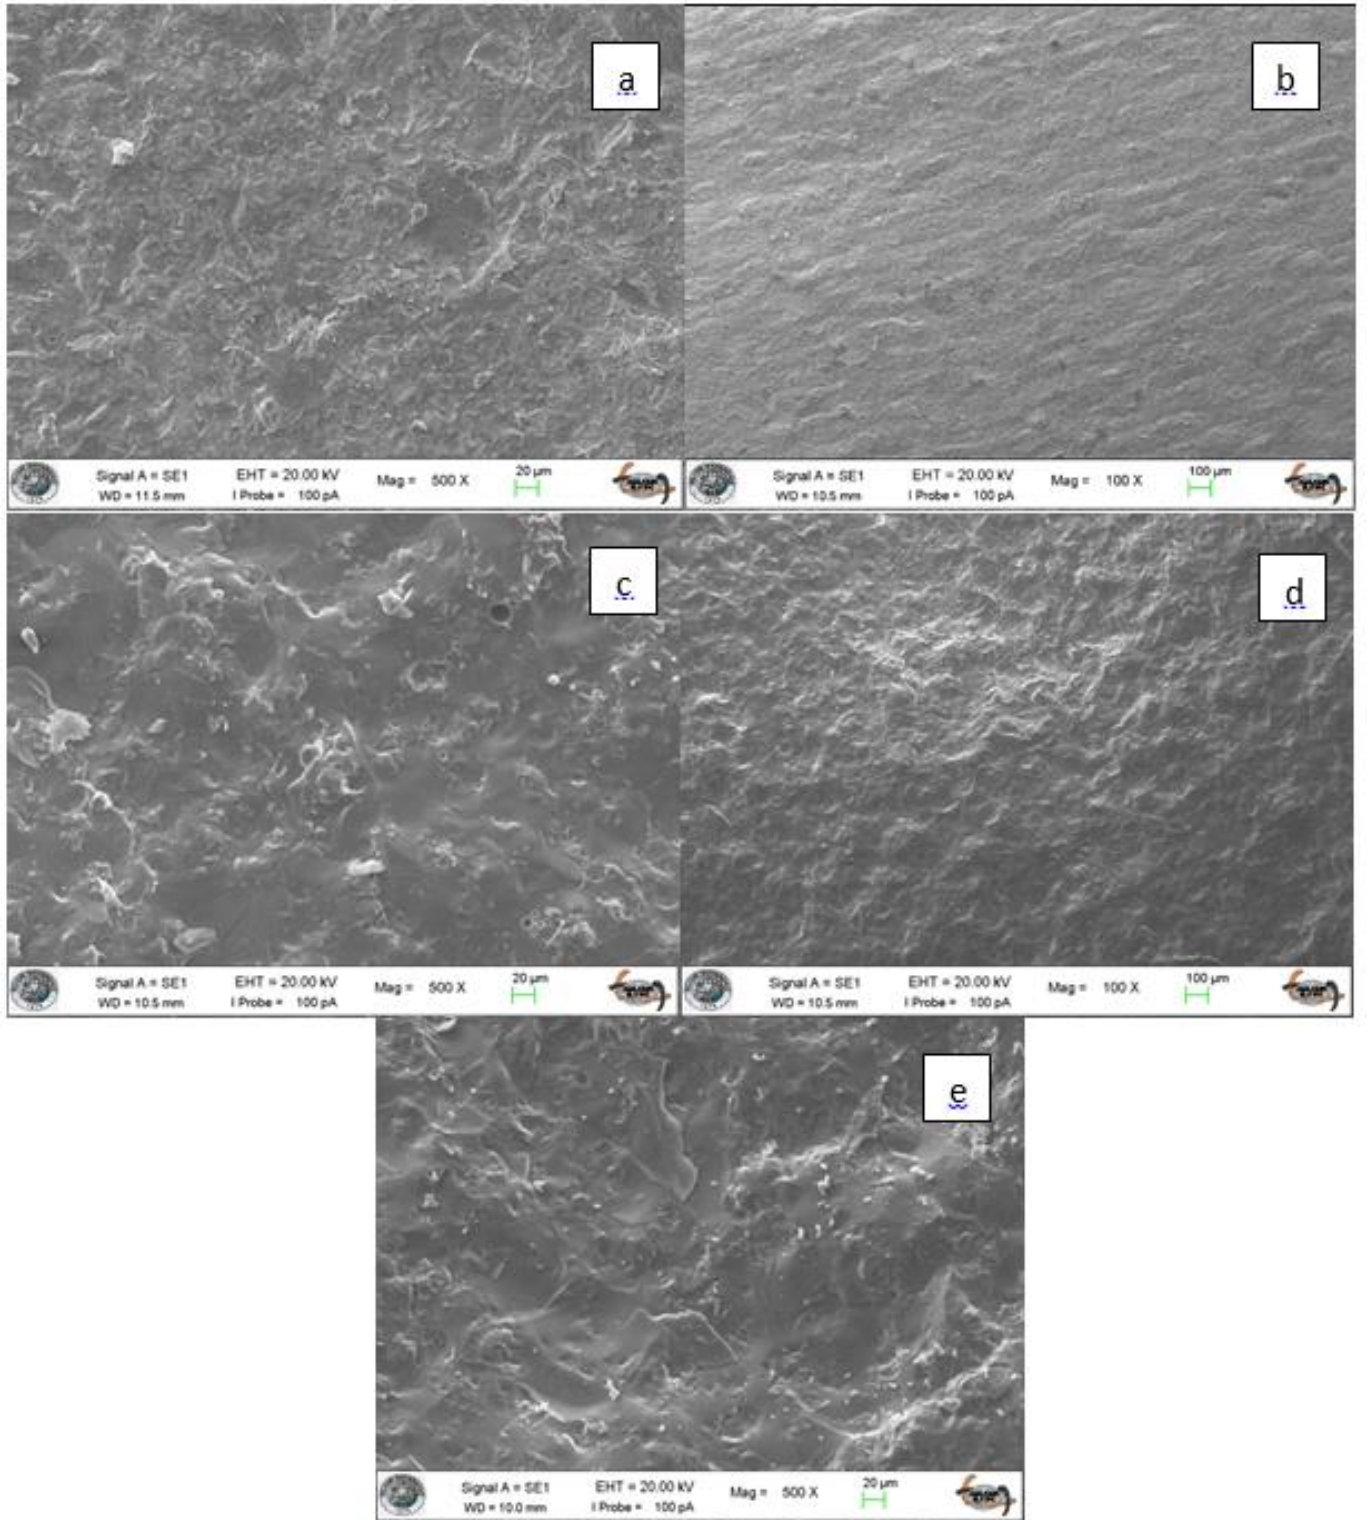 a
b
Signal A = SE1 EHT = 20.00 kV Mag = 500 X 20 µm
WD = 11.5 mm I Probe = 100 pA
Signal A = SE1 EHT = 20.00 kV Mag = 100 X 100 µm
WD = 10.5 mm I Probe = 100 pA
c
d
Signal A = SE1 EHT = 20.00 kV Mag = 500 X 20 µm
WD = 10.5 mm I Probe = 100 pA
Signal A = SE1 EHT = 20.00 kV Mag = 100 X 100 µm
WD = 10.5 mm I Probe = 100 pA
e
Signal A = SE1 EHT = 20.00 kV Mag = 500 X 20 µm
WD = 10.0 mm I Probe = 100 pA